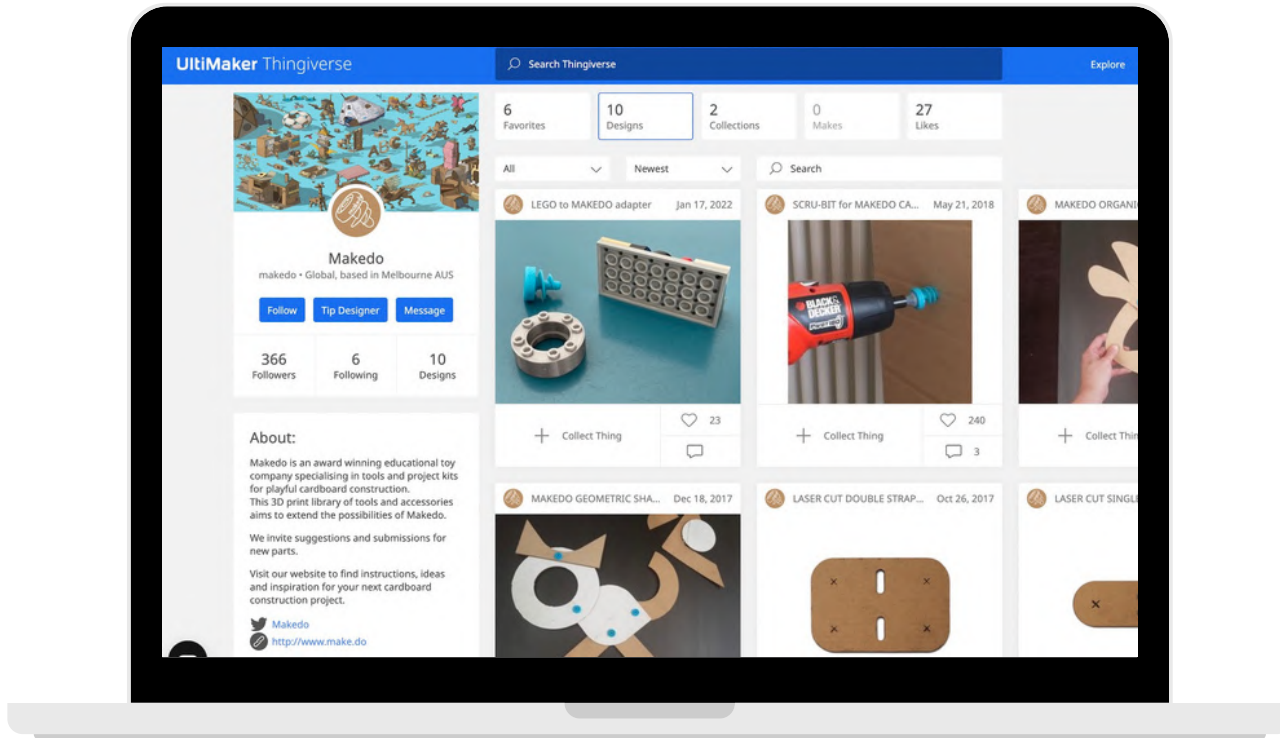 UltiMaker Thingiverse
Search Thingiverse
Explore
6
Favorites
10
Designs
2
Collections
0
Makes
27
Likes
All
Newest
Search
Makedo
makedo • Global, based in Melbourne AUS
Follow
Tip Designer
Message
366
Followers
6
Following
10
Designs
About:
Makedo is an award winning educational toy
company specialising in tools and project kits
for playful cardboard construction.
This 3D print library of tools and accessories
aims to extend the possibilities of Makedo.
We invite suggestions and submissions for
new parts.
Visit our website to find instructions, ideas
and inspiration for your next cardboard
construction project.
Makedo
http://www.make.do
LEGO to MAKEDO adapter
Jan 17, 2022
Collect Thing
23
SCRU-BIT for MAKEDO CA...
May 21, 2018
BLACK&
DECKER
Collect Thing
240
3
MAKEDO ORGANI
Collect Thin
MAKEDO GEOMETRIC SHA...
Dec 18, 2017
LASER CUT DOUBLE STRAP...
Oct 26, 2017
LASER CUT SINGL